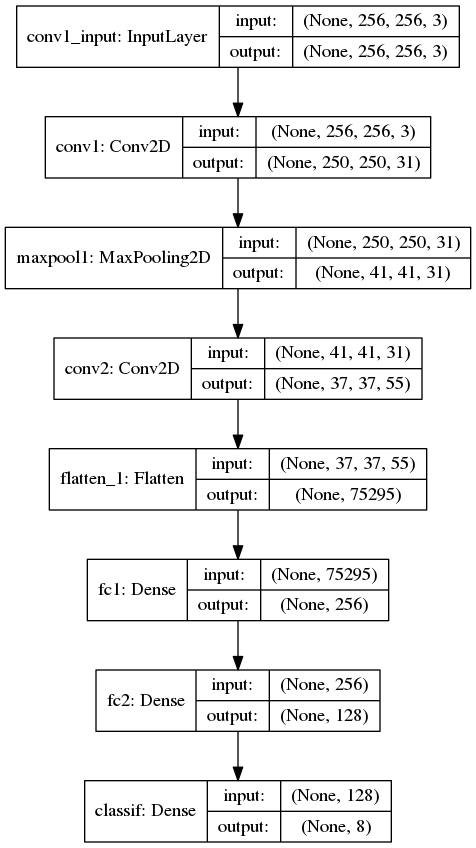 conv1_input: InputLayer
input: (None, 256, 256, 3)
output: (None, 256, 256, 3)
conv1: Conv2D
input: (None, 256, 256, 3)
output: (None, 250, 250, 31)
maxpool1: MaxPooling2D
input: (None, 250, 250, 31)
output: (None, 41, 41, 31)
conv2: Conv2D
input: (None, 41, 41, 31)
output: (None, 37, 37, 55)
flatten_1: Flatten
input: (None, 37, 37, 55)
output: (None, 75295)
fc1: Dense
input: (None, 75295)
output: (None, 256)
fc2: Dense
input: (None, 256)
output: (None, 128)
classif: Dense
input: (None, 128)
output: (None, 8)